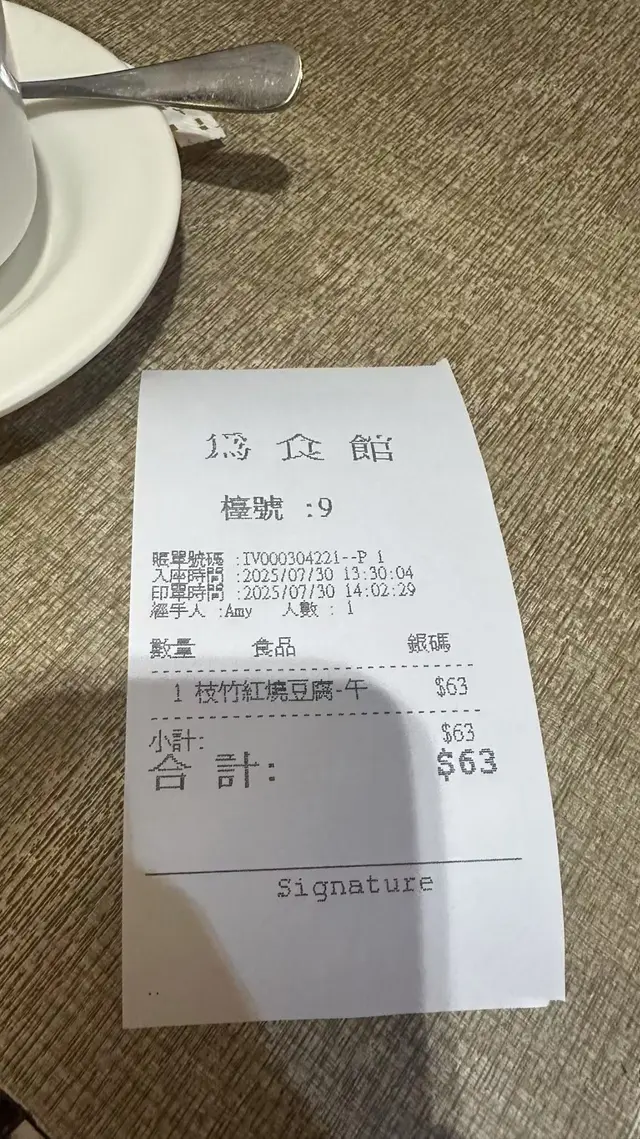 為食館
檯號 :9
賬單號碼 :IV000304221--P 1
入座時間 :2025/07/30 13:30:04
印單時間 :2025/07/30 14:02:29
經手人 :Amy 人數 : 1
數量 食品 銀碼
1 枝竹紅燒豆腐-午 $63
小計: $63
合 計: $63
Signature